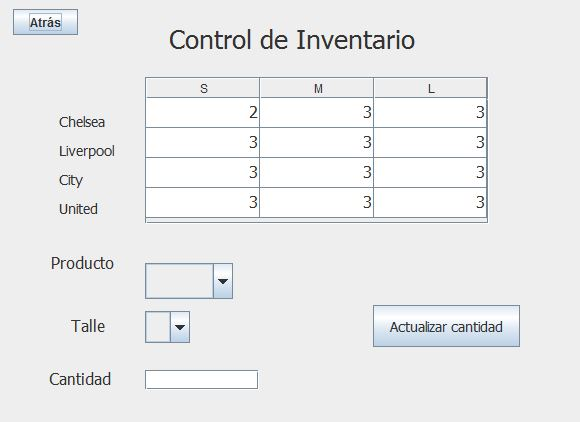 Atrás
Control de Inventario
S M L
Chelsea 2 3 3
Liverpool 3 3 3
City 3 3 3
United 3 3 3
Producto
Talle
Actualizar cantidad
Cantidad